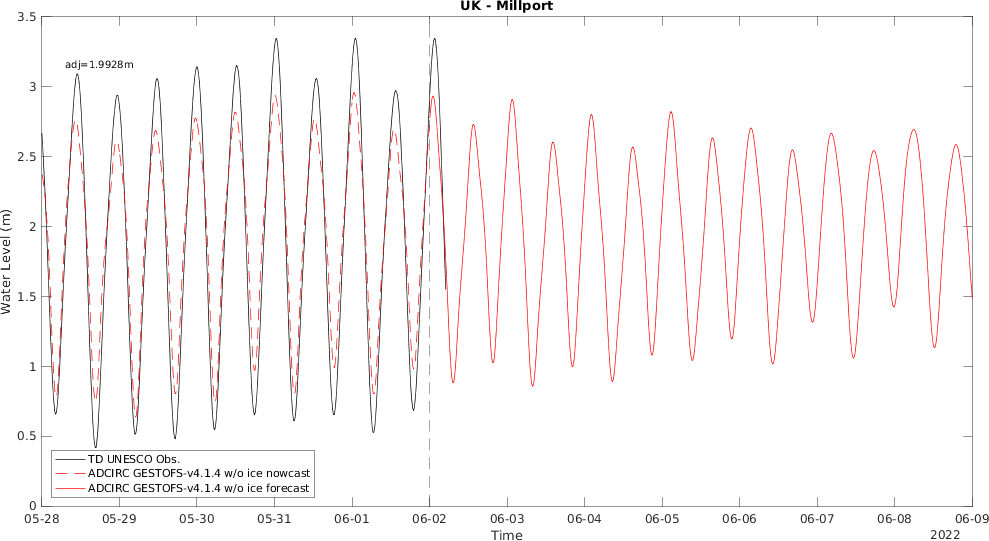 UK - Millport
3.5
adj=1.9928m
3
2.5
2
Water Level (m)
1.5
1
0.5
TD UNESCO Obs.
ADCIRC GESTOFS-v4.1.4 w/o ice nowcast
ADCIRC GESTOFS-v4.1.4 w/o ice forecast
0
05-28 05-29 05-30 05-31 06-01 06-02 06-03 06-04 06-05 06-06 06-07 06-08 06-09
Time
2022